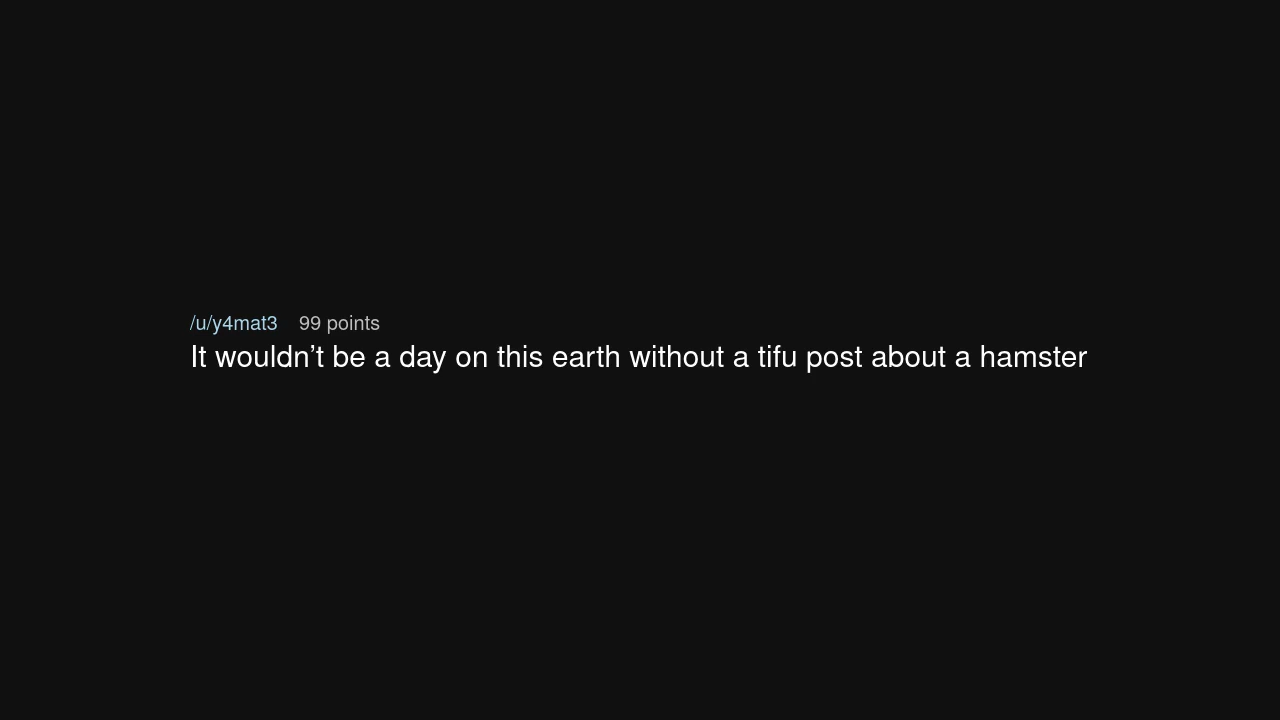 /u/y4mat3 99 points
It wouldn’t be a day on this earth without a tifu post about a hamster